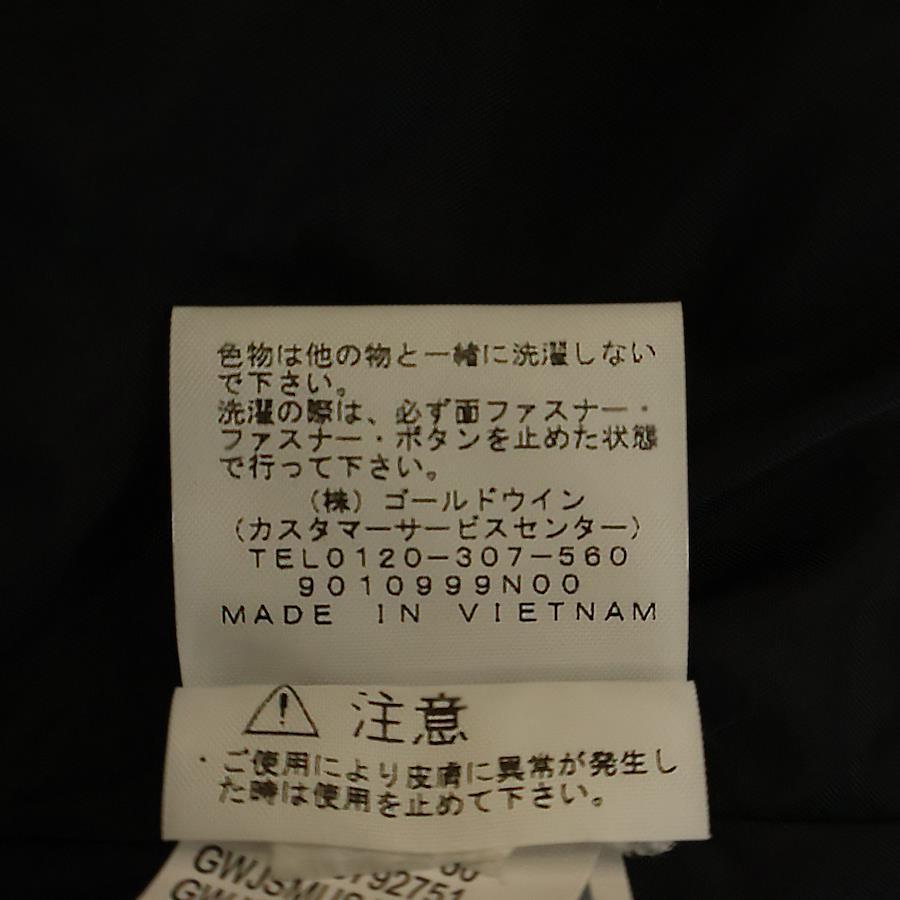 色物は他の物と一緒に洗濯しない
で下さい。
洗濯の際は、必ず面ファスナー・
ファスナー・ボタンを止めた状態
で行って下さい。
(株)ゴールドウイン
(カスタマーサービスセンター)
TEL0120-307-560
9010999N00
MADE IN VIETNAM
注意
・ご使用により皮膚に異常が発生し
た時は使用を止めて下さい。